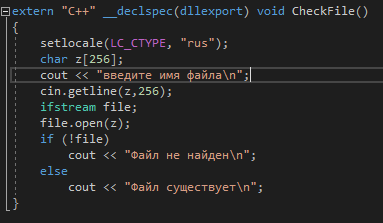 extern "C++" __declspec(dllexport) void CheckFile()
{
setlocale(LC_CTYPE, "rus");
char z[256];
cout << "введите имя файла\n";
cin.getline(z,256);
ifstream file;
file.open(z);
if (!file)
cout << "Файл не найден\n";
else
cout << "Файл существует\n";
}